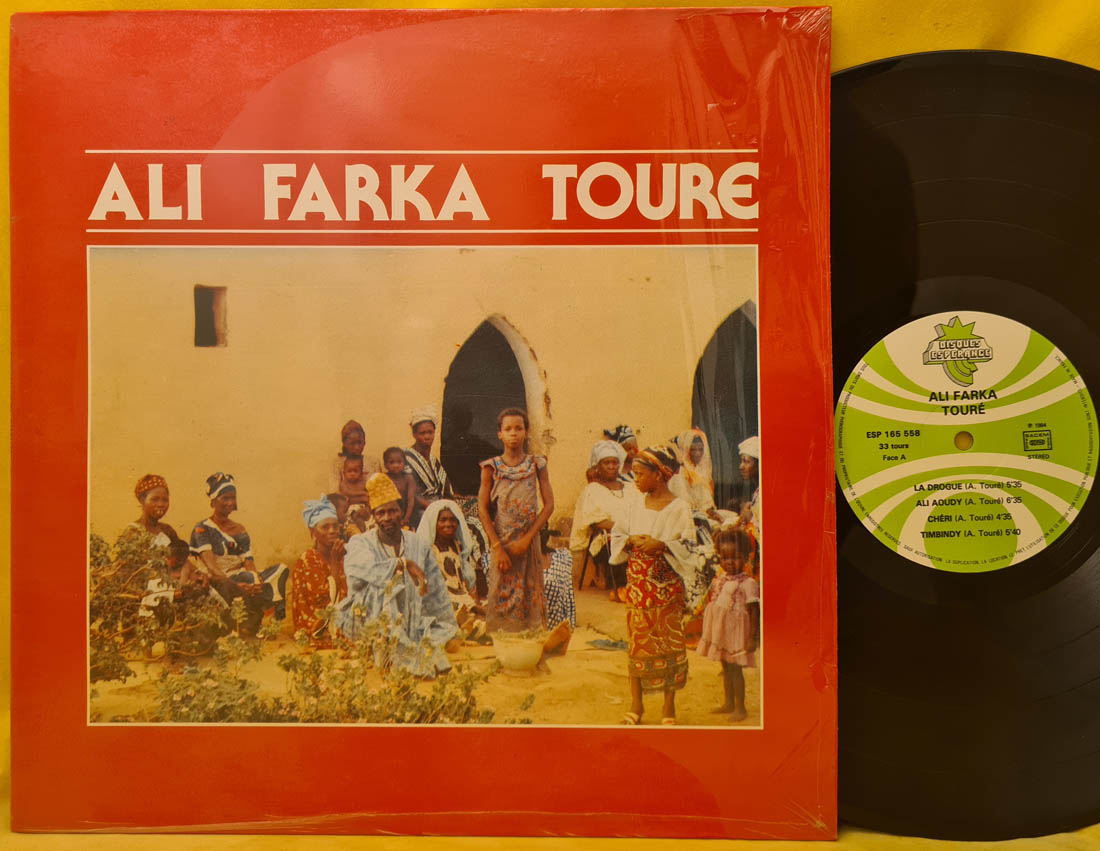 ALI FARKA TOURE
DISQUES
ESPERANCE
ALI FARKA
TOURÉ
ESP 165 558
33 tours
Face A
℗ 1984
SACEM
STÉRÉO
LA DROGUE (A. Touré) 5'35
ALI AOUDY (A. Touré) 6'35
CHÉRI (A. Touré) 4'35
TIMBINDY (A. Touré) 5'40